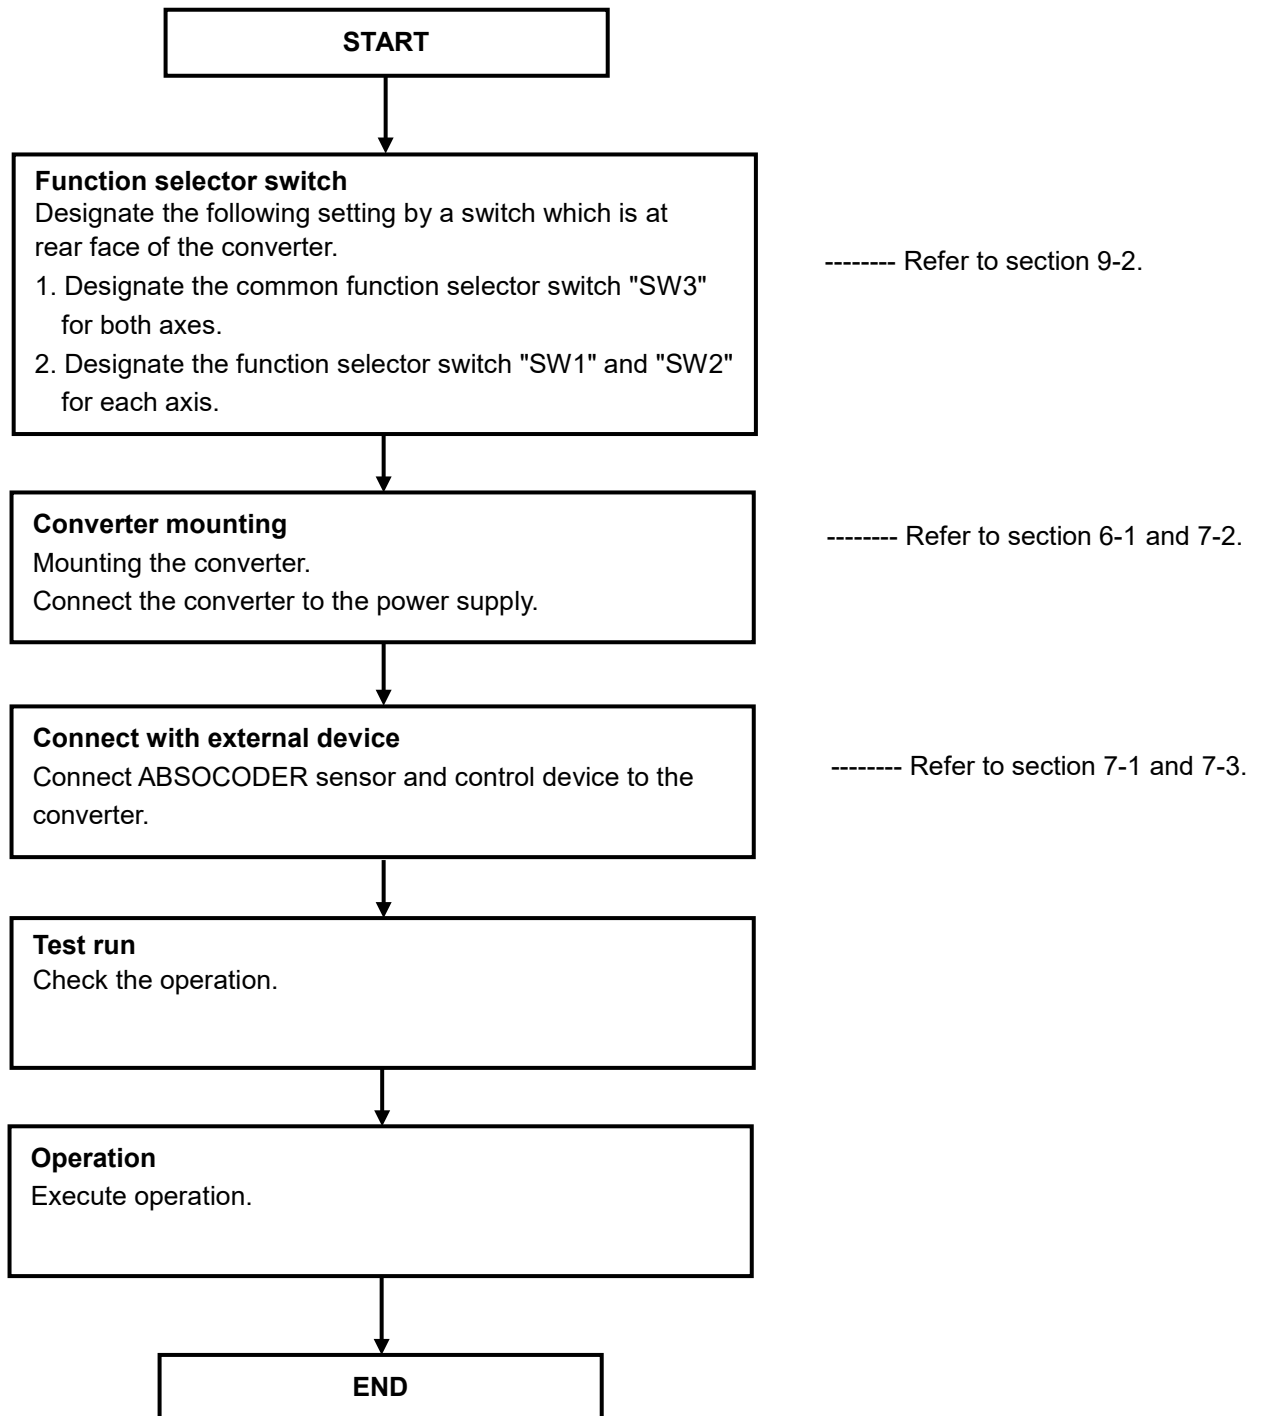 START
Function selector switch
Designate the following setting by a switch which is at
rear face of the converter.
-------- Refer to section 9-2.
1. Designate the common function selector switch "SW3"
for both axes.
2. Designate the function selector switch "SW1" and "SW2"
for each axis.
Converter mounting
-------- Refer to section 6-1 and 7-2.
Mounting the converter.
Connect the converter to the power supply.
Connect with external device
-------- Refer to section 7-1 and 7-3.
Connect ABSOCODER sensor and control device to the
converter.
Test run
Check the operation.
Operation
Execute operation.
END